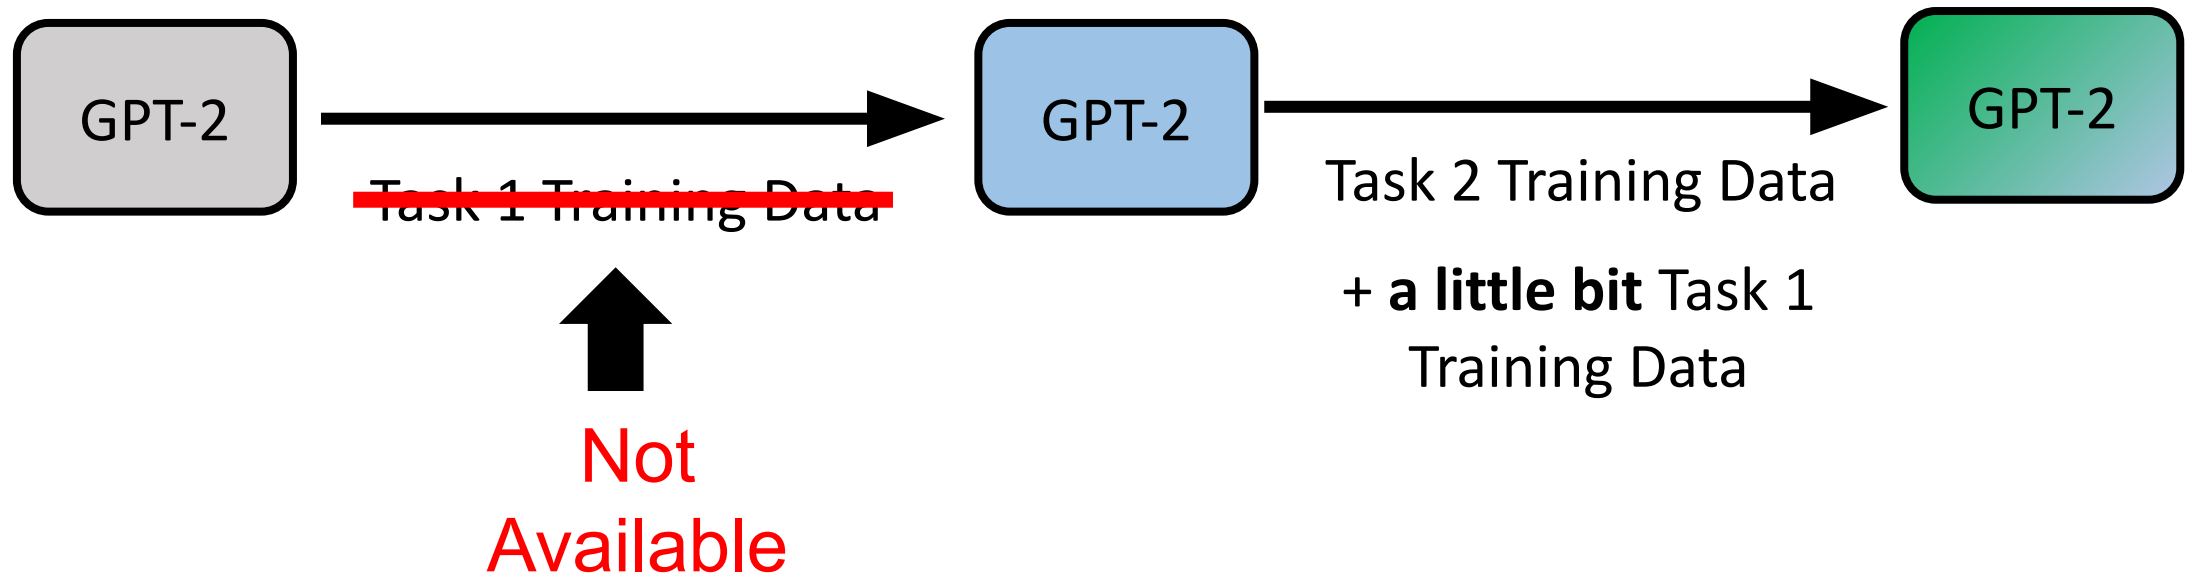 GPT-2
Task 1 Training Data
Not
Available
GPT-2
Task 2 Training Data
+ a little bit Task 1
Training Data
GPT-2